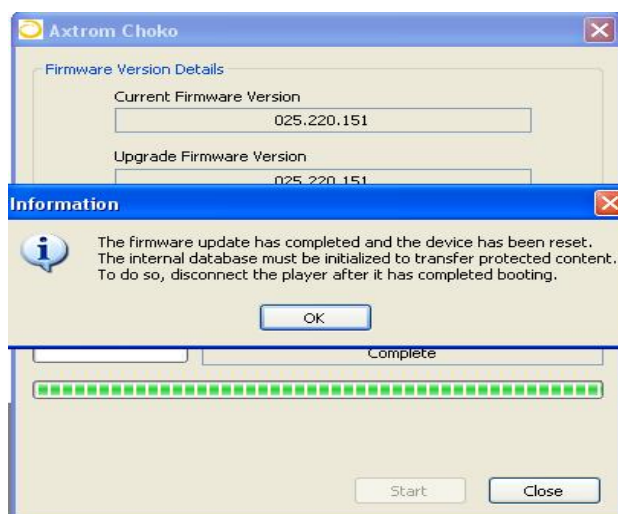 Axtrom Choko
Firmware Version Details
Current Firmware Version
025.220.151
Upgrade Firmware Version
025.220.151
Information
The firmware update has completed and the device has been reset.
The internal database must be initialized to transfer protected content.
To do so, disconnect the player after it has completed booting.
OK
Complete
Start
Close